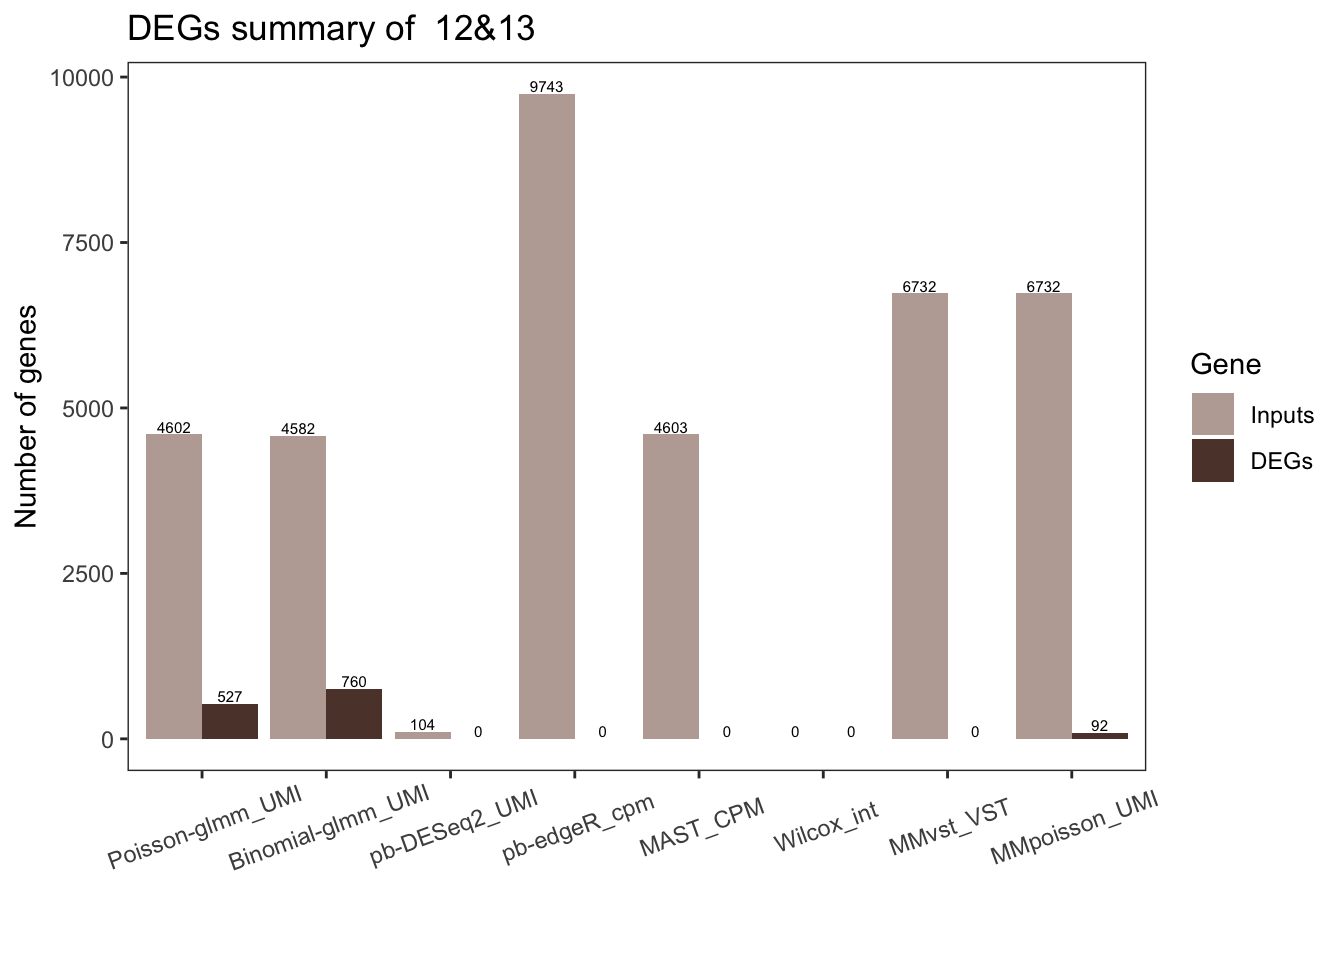 DEGs summary of  12&13
Number of genes
10000
7500
5000
2500
0
4602
527
4582
760
104
0
9743
0
4603
0
0
0
6732
0
6732
92
Poisson-glmm_UMI
Binomial-glmm_UMI
pb-DESeq2_UMI
pb-edgeR_cpm
MAST_CPM
Wilcox_int
MMvst_VST
MMpoisson_UMI
Gene
Inputs
DEGs